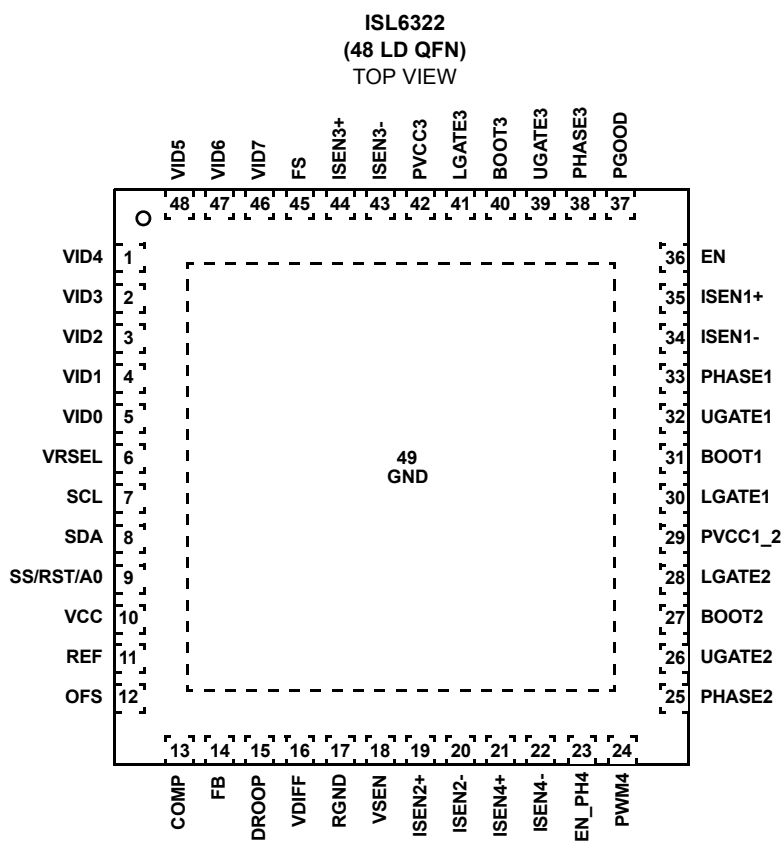 ISL6322
(48 LD QFN)
TOP VIEW
VID5
VID6
VID7
FS
ISEN3+
ISEN3-
PVCC3
LGATE3
BOOT3
UGATE3
PHASE3
PGOOD
48 47 46 45 44 43 42 41 40 39 38 37
VID4 1 36 EN
VID3 2 35 ISEN1+
VID2 3 34 ISEN1-
VID1 4 33 PHASE1
VID0 5 32 UGATE1
VRSEL 6 31 BOOT1
49
GND
SCL 7 30 LGATE1
SDA 8 29 PVCC1_2
SS/RST/A0 9 28 LGATE2
VCC 10 27 BOOT2
REF 11 26 UGATE2
OFS 12 25 PHASE2
13 14 15 16 17 18 19 20 21 22 23 24
COMP
FB
DROOP
VDIFF
RGND
VSEN
ISEN2+
ISEN2-
ISEN4+
ISEN4-
EN_PH4
PWM4